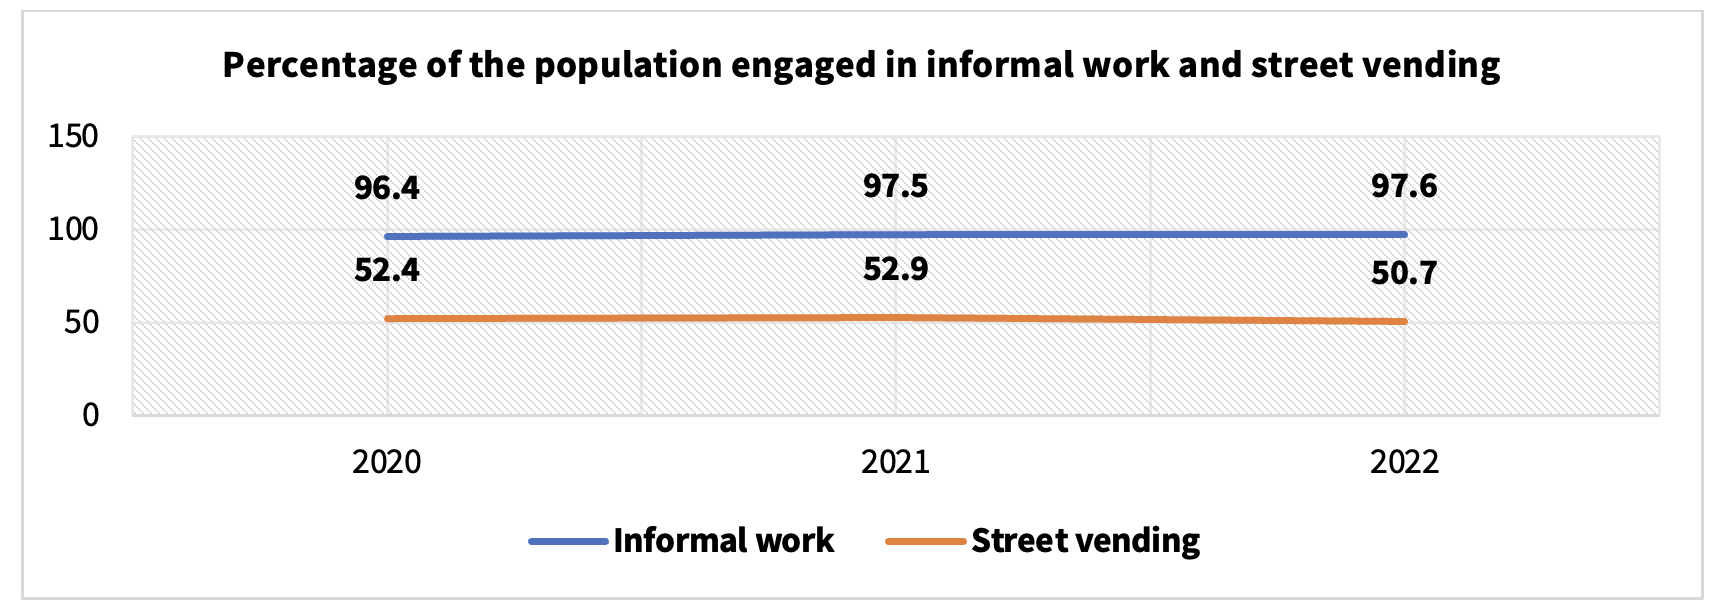 Percentage of the population engaged in informal work and street vending
150
96.4 97.5 97.6
100
52.4 52.9 50.7
50
0
2020 2021 2022
Informal work Street vending